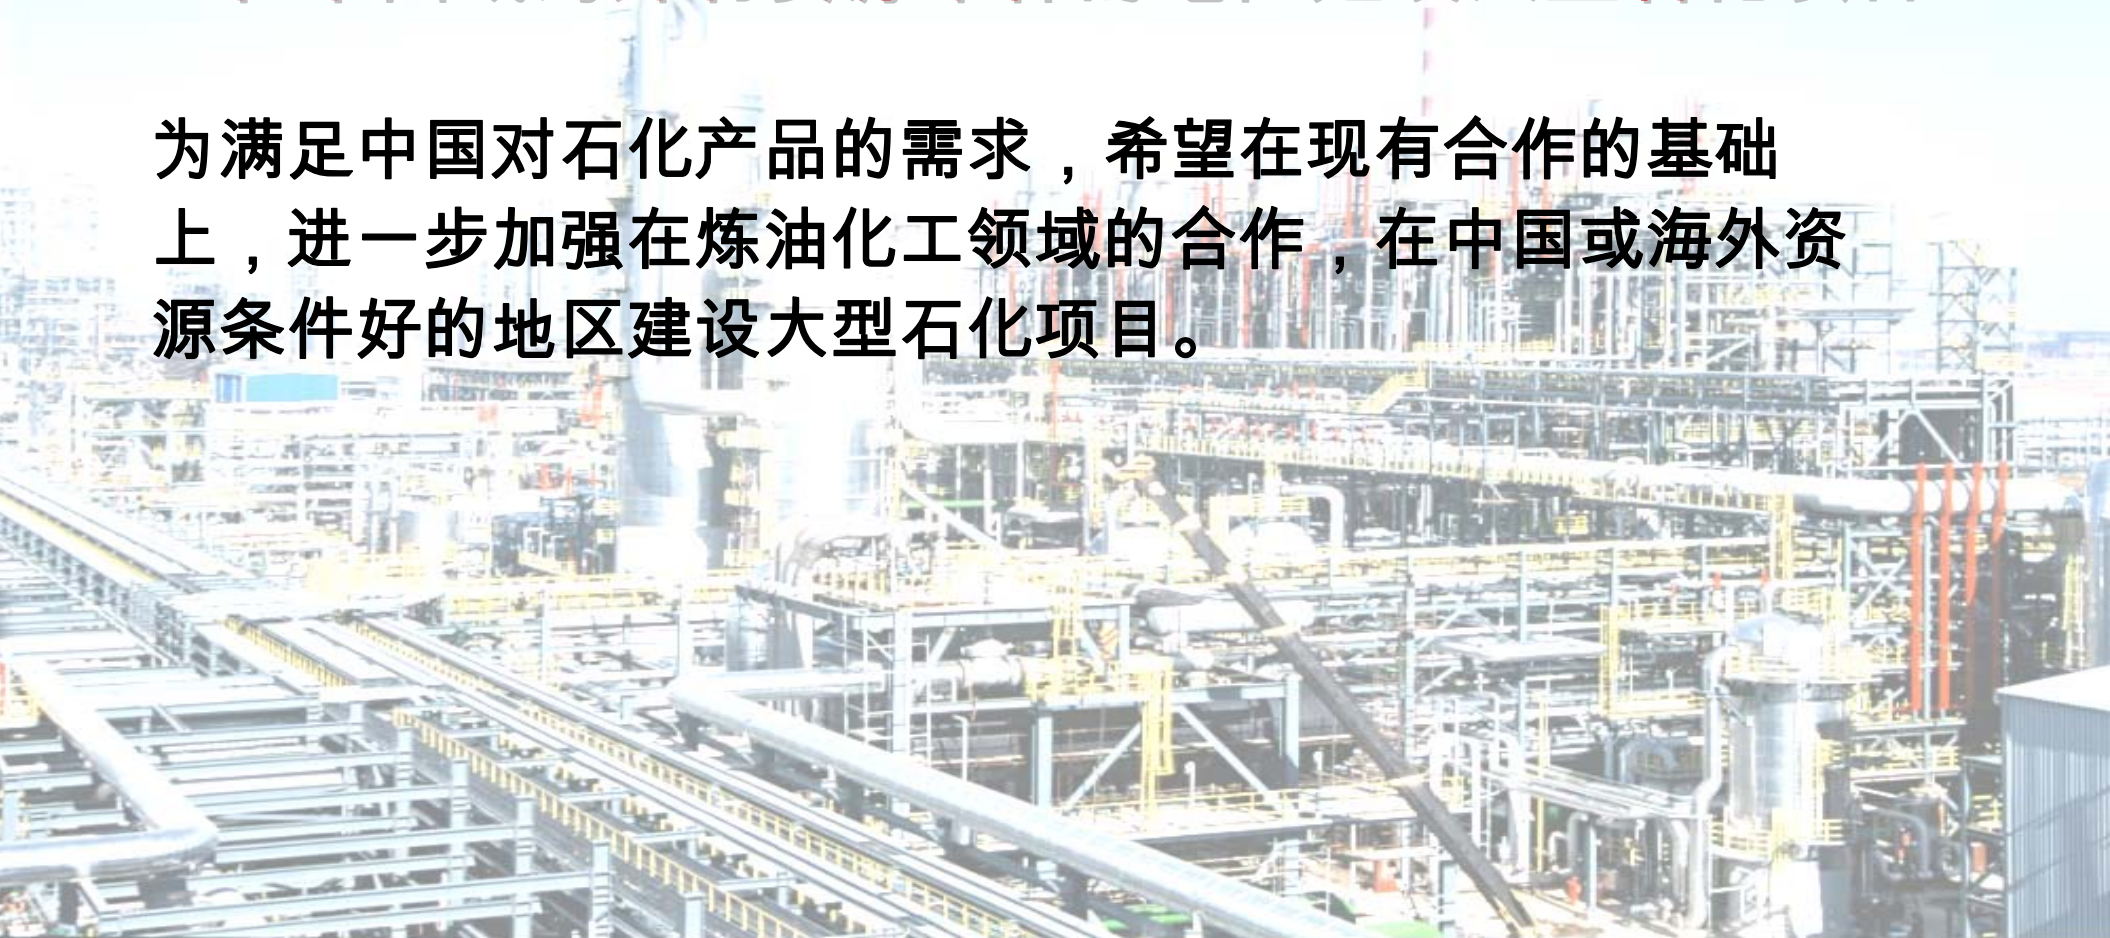 为满足中国对石化产品的需求，希望在现有合作的基础
上，进一步加强在炼油化工领域的合作，在中国或海外资
源条件好的地区建设大型石化项目。